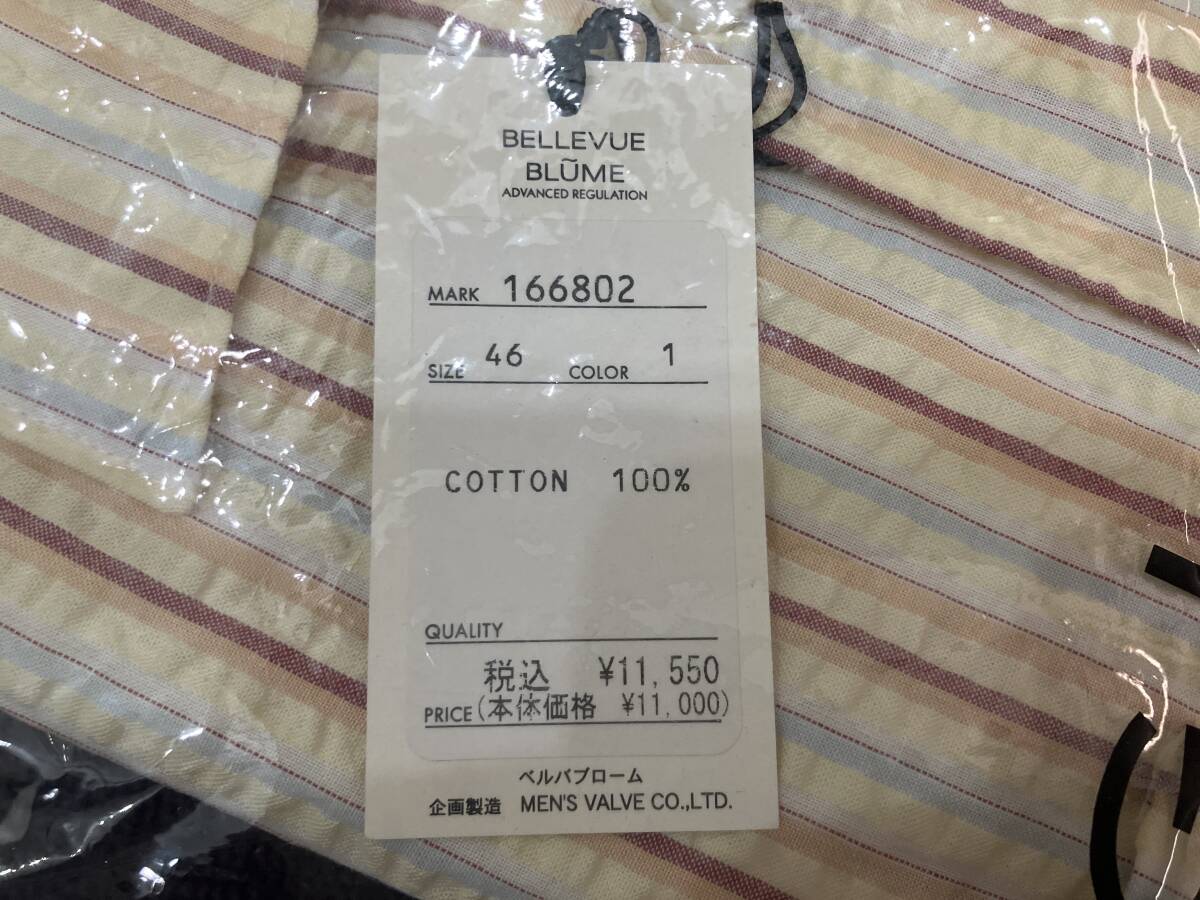 BELLEVUE
BLŨME
ADVANCED REGULATION
MARK 166802
SIZE 46 COLOR 1
COTTON 100%
QUALITY
税込 ¥11,550
PRICE (本体価格 ¥11,000)
ベルバブローム
企画製造 MEN'S VALVE CO.,LTD.